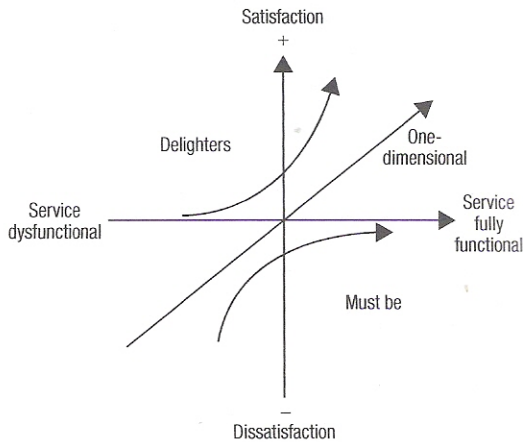 Satisfaction
+
Delighters
One-
dimensional
Service
dysfunctional
Service
fully
functional
Must be
–
Dissatisfaction